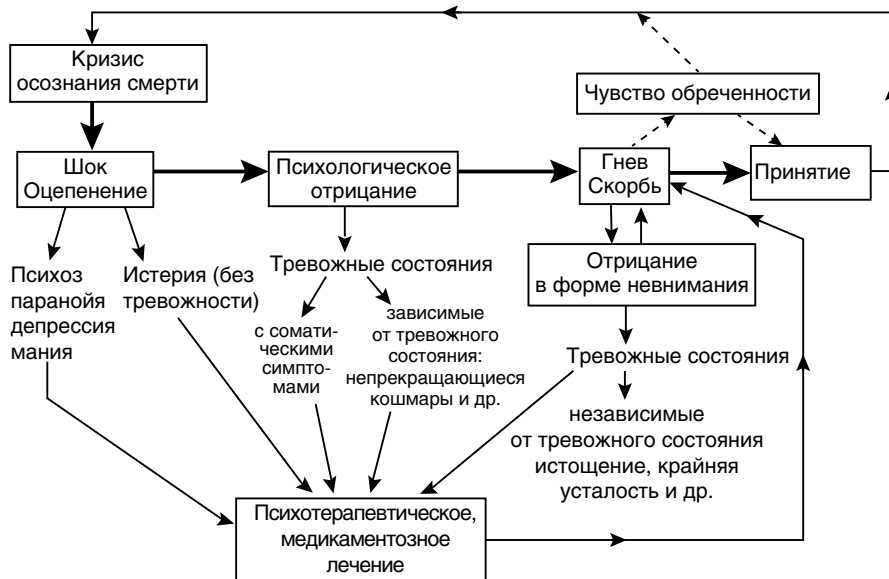 Кризис
осознания смерти
Чувство обреченности
Шок
Оцепенение
Психологическое
отрицание
Гнев
Скорбь
Принятие
Психоз
паранойя
депрессия
мания
Истерия (без
тревожности)
Тревожные состояния
с сомати-
ческими
симпто-
мами
зависимые
от тревожного
состояния:
непрекращающиеся
кошмары и др.
Отрицание
в форме невнимания
Тревожные состояния
независимые
от тревожного состояния
истощение, крайняя
усталость и др.
Психотерапевтическое,
медикаментозное
лечение